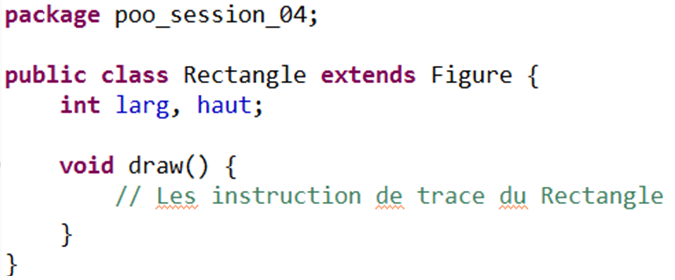 package poo_session_04;
public class Rectangle extends Figure {
int larg, haut;
void draw() {
// Les instruction de trace du Rectangle
}
}